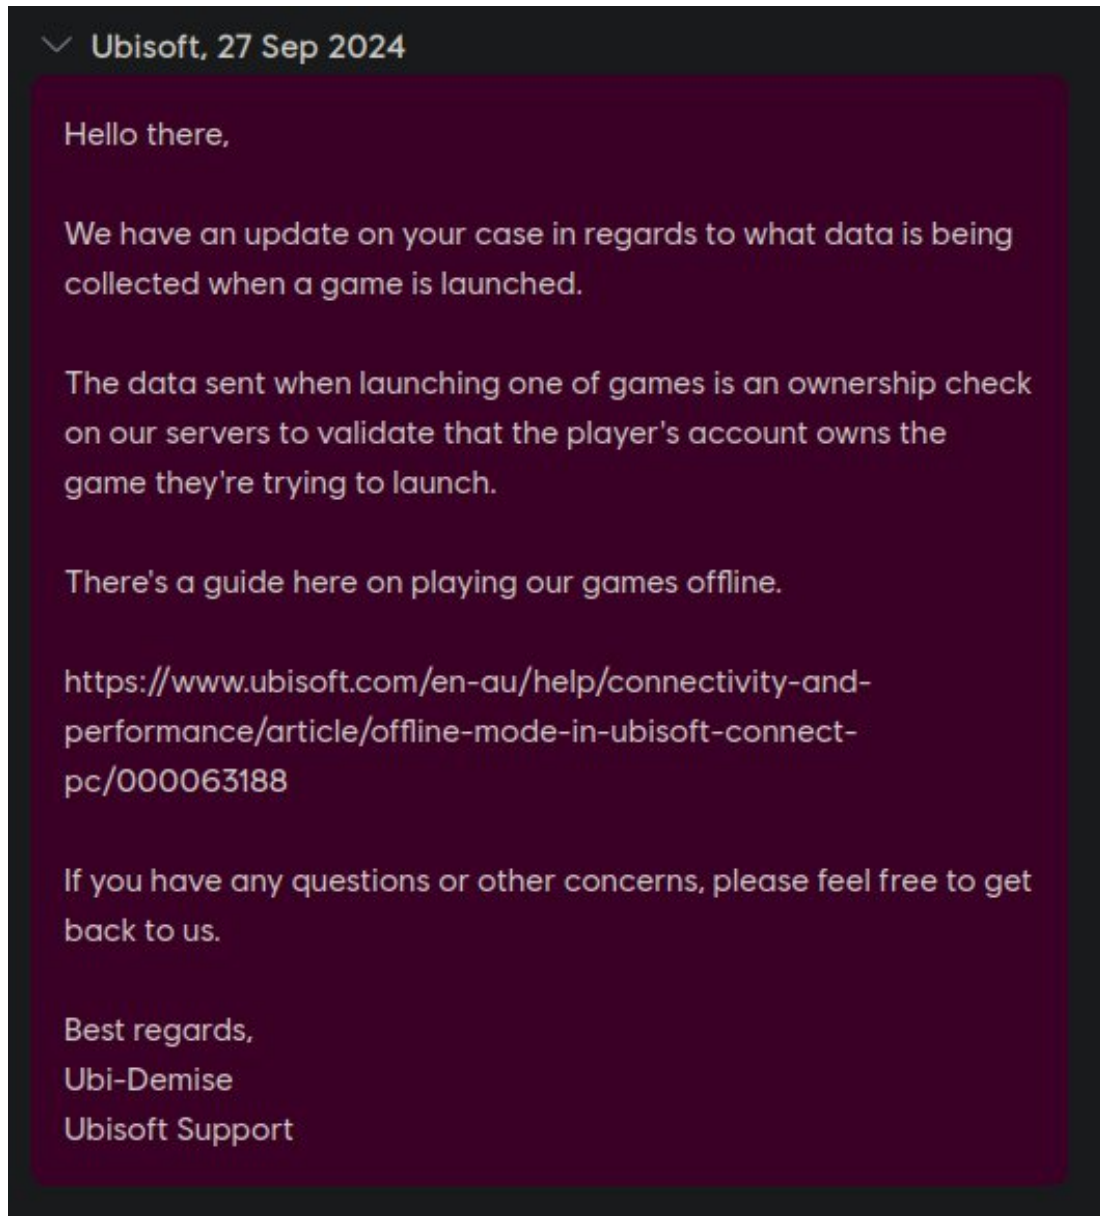 Ubisoft, 27 Sep 2024
Hello there,
We have an update on your case in regards to what data is being
collected when a game is launched.
The data sent when launching one of games is an ownership check
on our servers to validate that the player's account owns the
game they're trying to launch.
There's a guide here on playing our games offline.
https://www.ubisoft.com/en-au/help/connectivity-and-
performance/article/offline-mode-in-ubisoft-connect-
pc/000063188
If you have any questions or other concerns, please feel free to get
back to us.
Best regards,
Ubi-Demise
Ubisoft Support